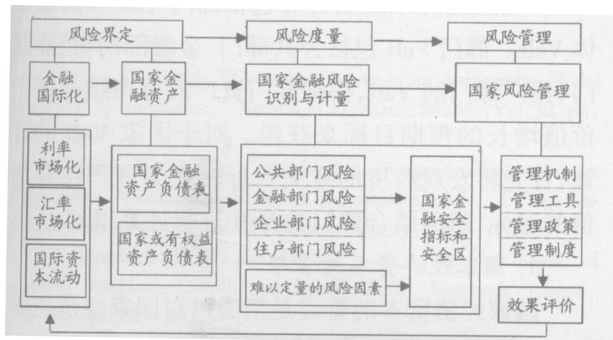 风险界定
风险度量
风险管理
金融
国际化
国家金
融资产
国家金融风险
识别与计量
国家风险管理
利率
市场化
汇率
市场化
国际资
本流动
国家金融
资产负债表
国家或有权益
资产负债表
公共部门风险
金融部门风险
企业部门风险
住户部门风险
难以定量的风险因素
国家金
融安全
指标和
安全区
管理机制
管理工具
管理政策
管理制度
效果评价